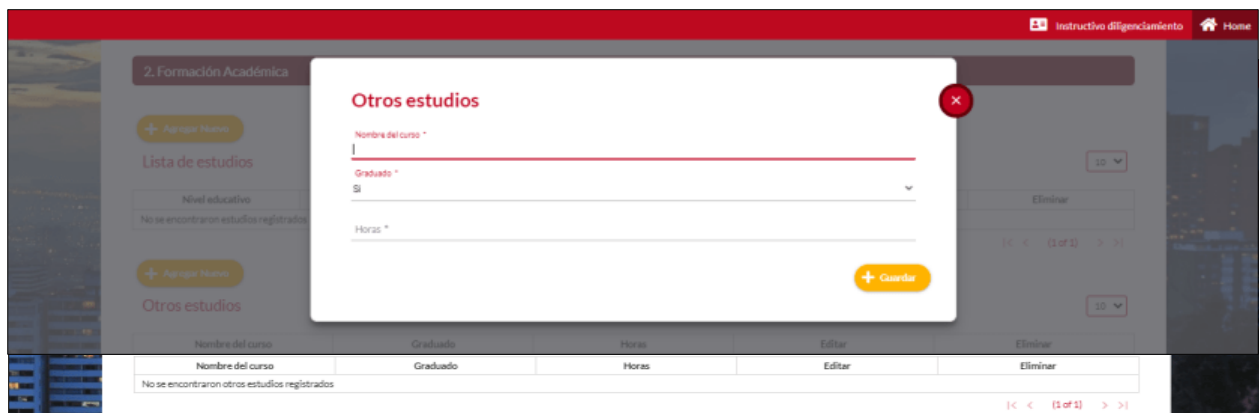 Instructivo diligenciamiento Home
2. Formación Académica
Otros estudios
×
+ Agregar Nuevo
Nombre del curso *
Lista de estudios
10
Graduado *
Si
Nivel educativo Eliminar
No se encontraron estudios registrados
Horas *
|< < (1 of 1) > >|
+ Agregar Nuevo
+ Guardar
Otros estudios
10
Nombre del curso Graduado Horas Editar Eliminar
Nombre del curso Graduado Horas Editar Eliminar
No se encontraron otros estudios registrados
|< < (1 of 1) > >|